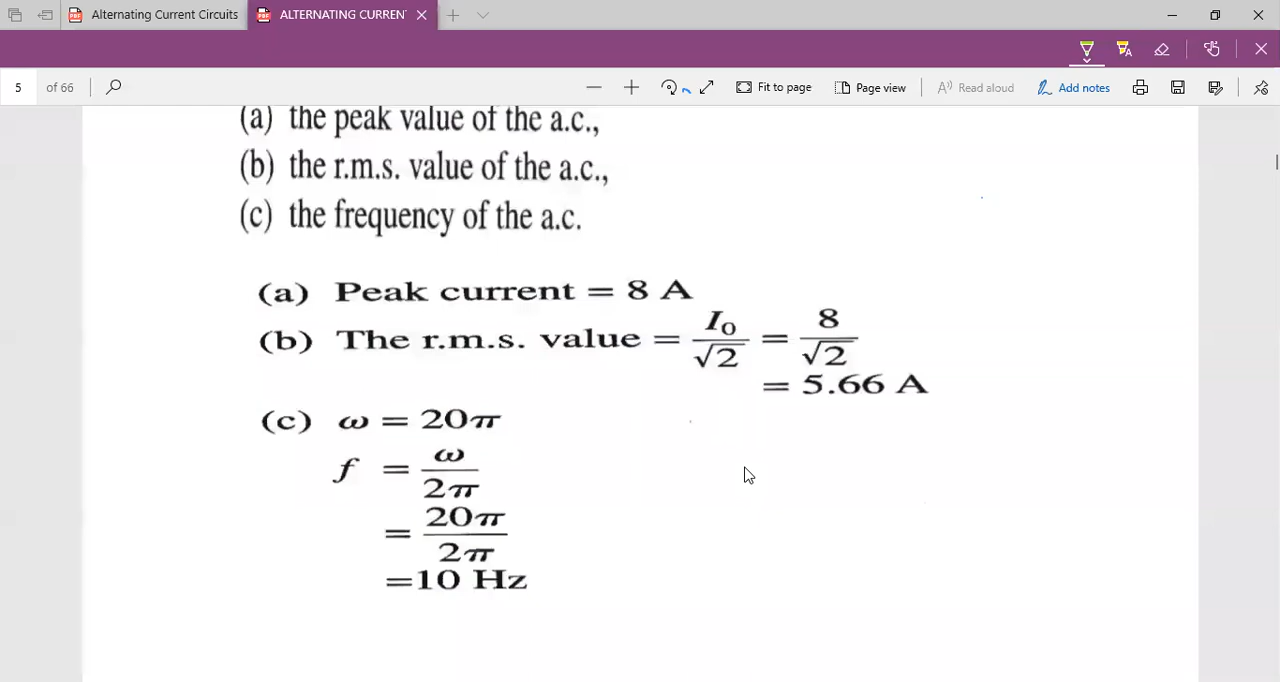 Alternating Current Circuits
ALTERNATING CURREN
5 of 66
Fit to page
Page view
Read aloud
Add notes
(a) the peak value of the a.c.,
(b) the r.m.s. value of the a.c.,
(c) the frequency of the a.c.
(a) Peak current = 8 A
(b) The r.m.s. value = I₀/√2 = 8/√2
= 5.66 A
(c) ω = 20π
f = ω/2π
= 20π/2π
=10 Hz